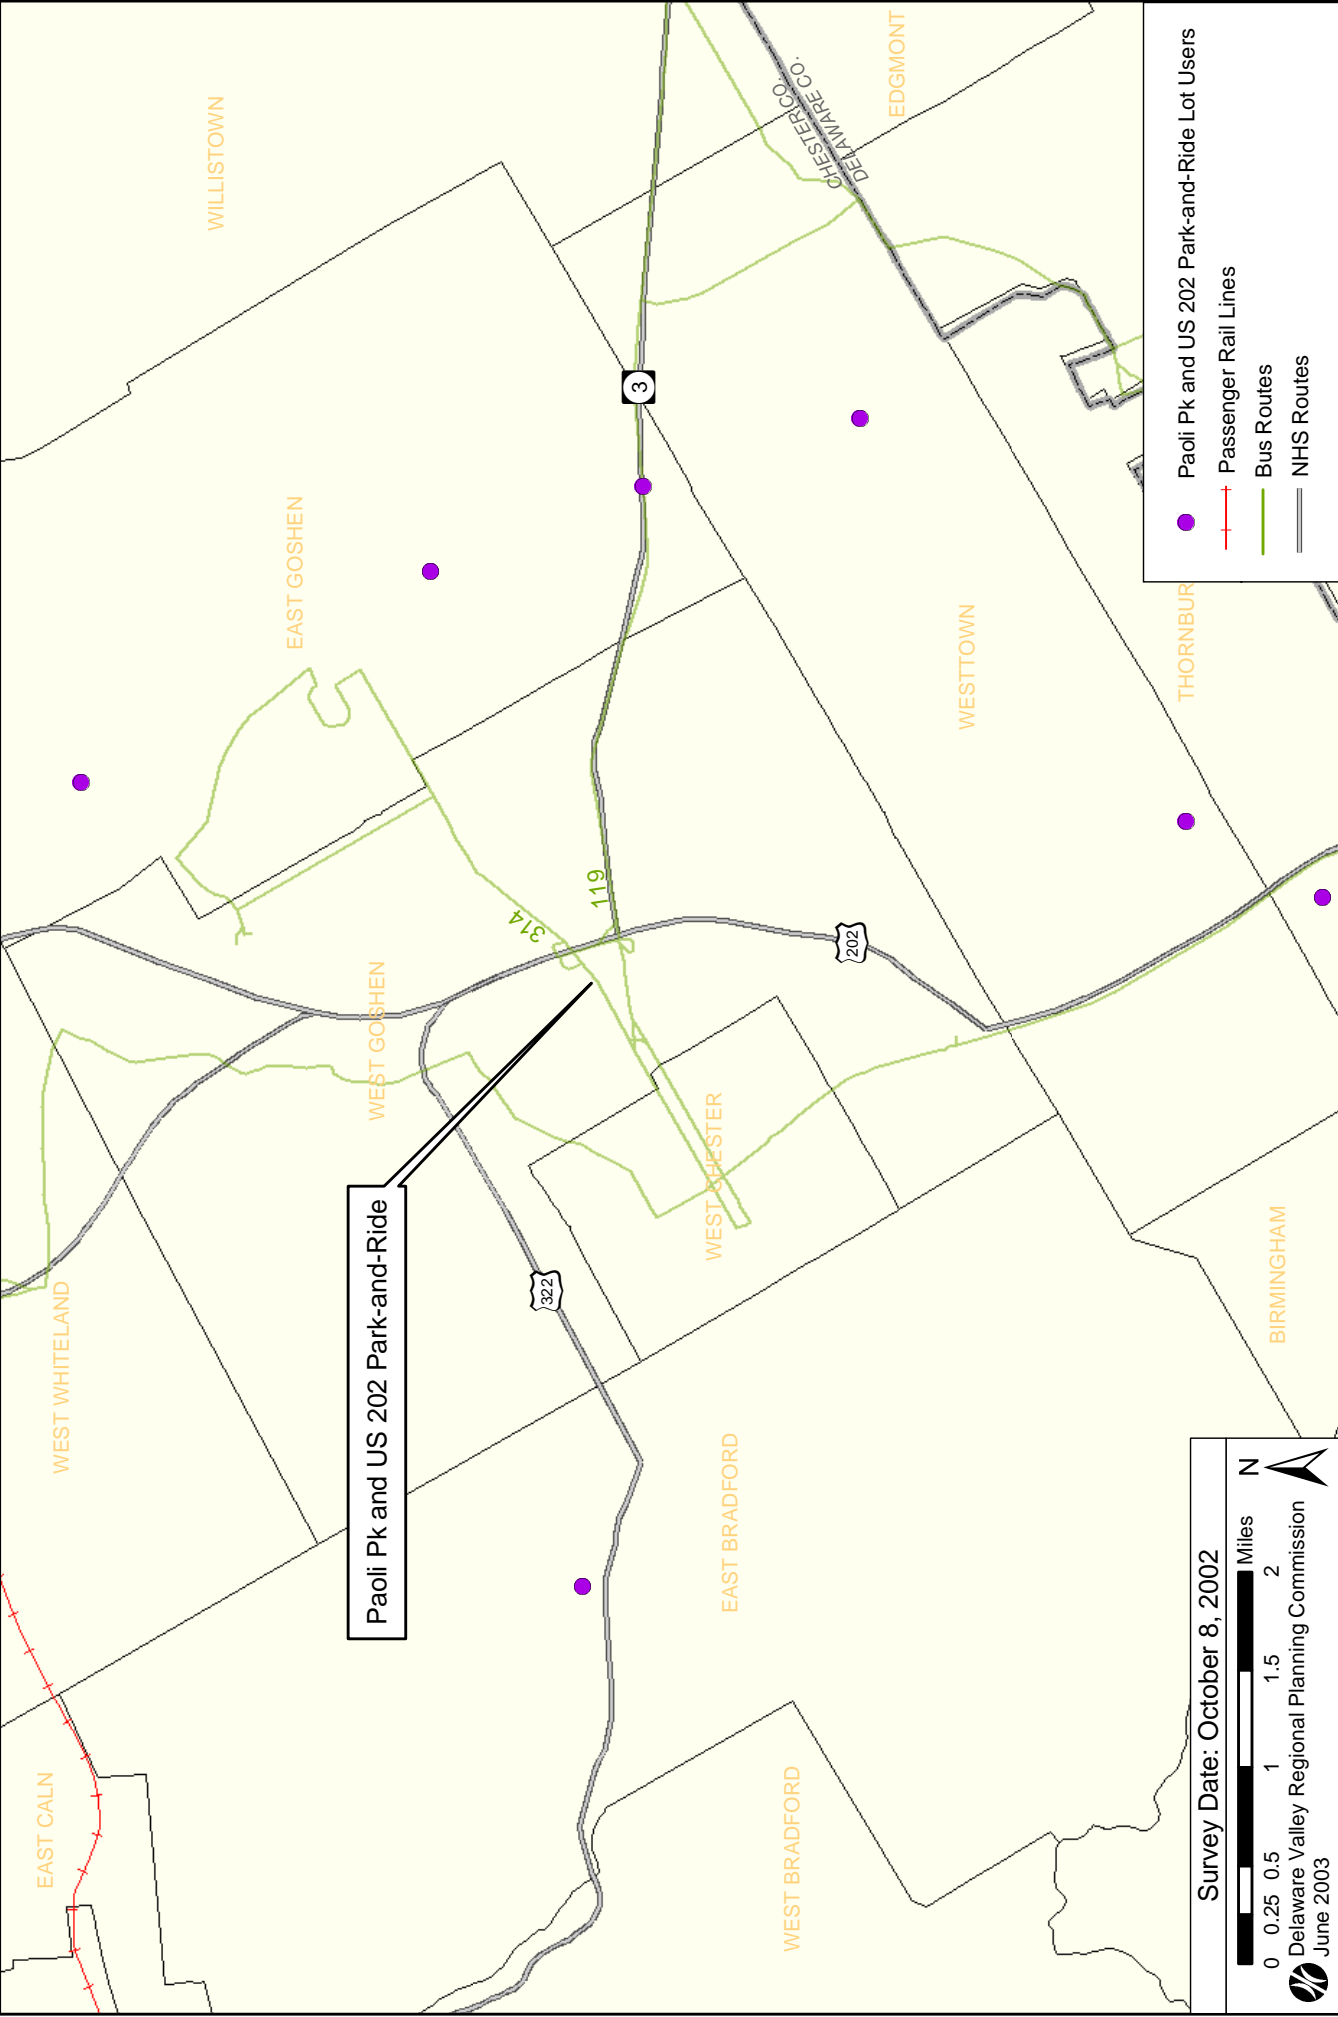 EAST CALN
WEST WHITELAND
WILLISTOWN
EAST GOSHEN
WEST GOSHEN
Paoli Pk and US 202 Park-and-Ride
322
314
119
3
202
CHESTER CO.
DELAWARE CO.
EDGMONT
WEST CHESTER
WESTTOWN
EAST BRADFORD
WEST BRADFORD
BIRMINGHAM
THORNBUR
Survey Date: October 8, 2002
0 0.25 0.5 1 1.5 2
Miles
N
Delaware Valley Regional Planning Commission
June 2003
Paoli Pk and US 202 Park-and-Ride Lot Users
Passenger Rail Lines
Bus Routes
NHS Routes